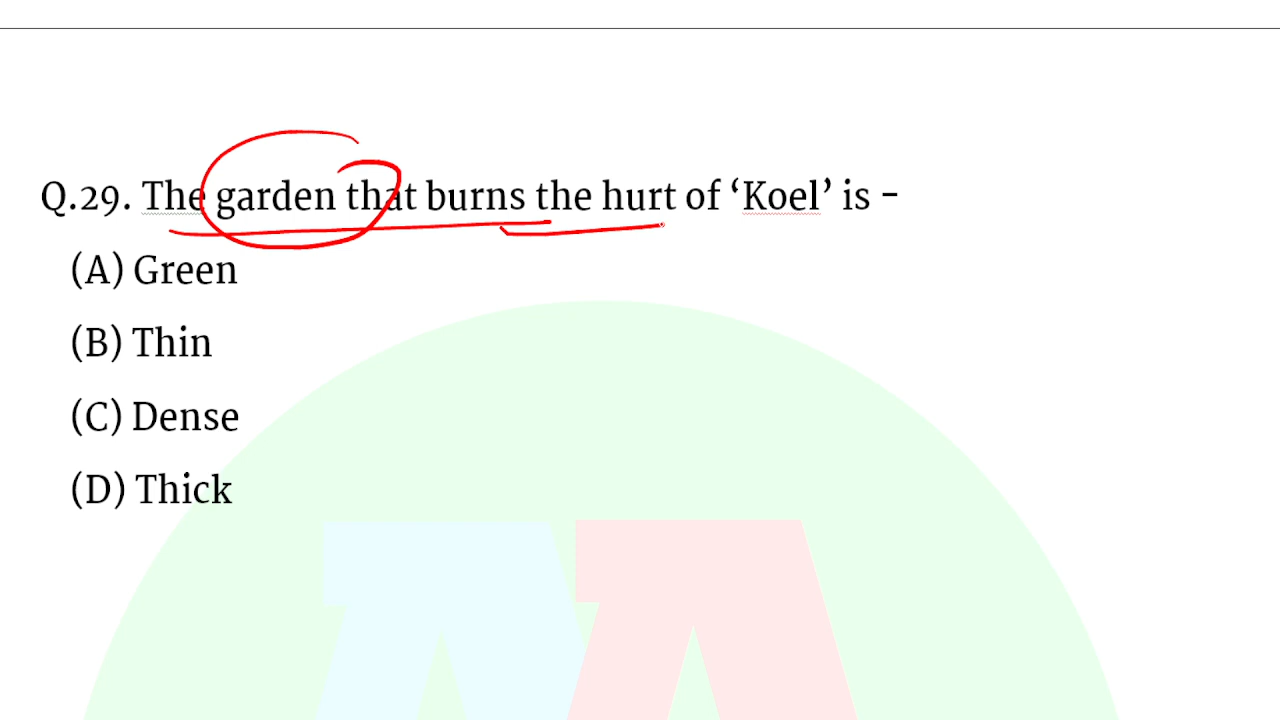 Q.29. The garden that burns the hurt of ‘Koel’ is -
(A) Green
(B) Thin
(C) Dense
(D) Thick